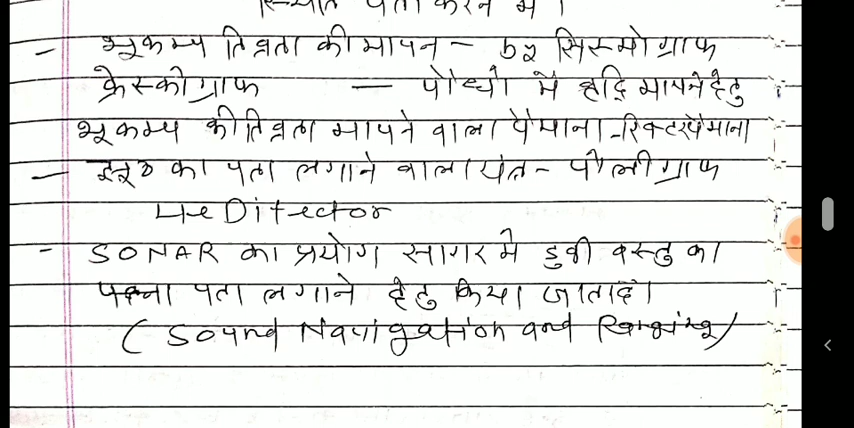 स्थिति पता करने में।
- भूकम्प तिव्रता की मापन - by सिस्मोग्राफ
क्रेस्कोग्राफ — पौधों में वृद्धि मापने हेतु
भूकम्प की तिव्रता मापने वाला पैमाना - रिक्टर पैमाना
- झूठ का पता लगाने वाला यंत्र - पोलीग्राफ
Lie Ditector
- SONAR का प्रयोग सागर में डुबी वस्तु का
पता लगाने हेतु किया जाता है।
(Sound Navigation and Ranging)